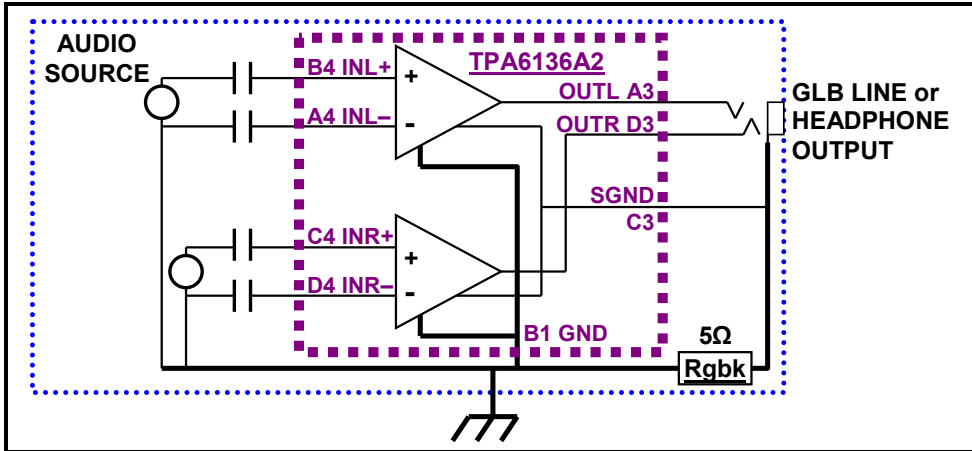 AUDIO
SOURCE
TPA6136A2
B4 INL+
+
OUTL A3
A4 INL–
-
OUTR D3
GLB LINE or
HEADPHONE
OUTPUT
SGND
C3
C4 INR+
+
D4 INR–
-
B1 GND
5Ω
Rgbk